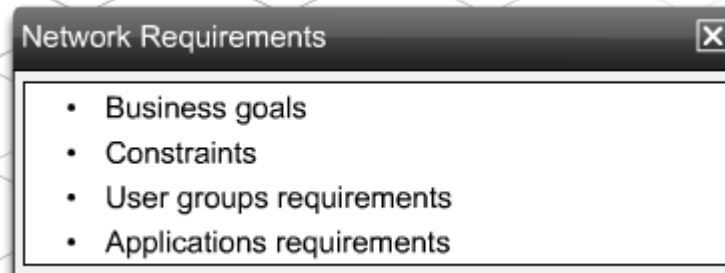 Network Requirements
• Business goals
• Constraints
• User groups requirements
• Applications requirements